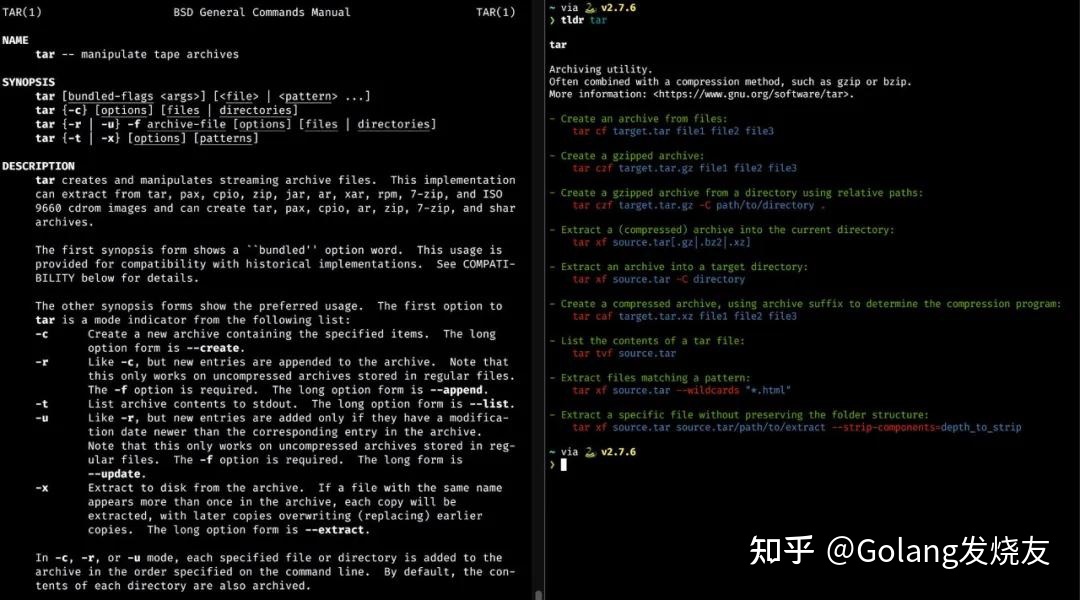 TAR(1) BSD General Commands Manual TAR(1)
NAME
tar -- manipulate tape archives
SYNOPSIS
tar [bundled-flags <args>] [<file> | <pattern> ...]
tar {-c} [options] [files | directories]
tar {-r | -u} -f archive-file [options] [files | directories]
tar {-t | -x} [options] [patterns]
DESCRIPTION
tar creates and manipulates streaming archive files. This implementation
can extract from tar, pax, cpio, zip, jar, ar, xar, rpm, 7-zip, and ISO
9660 cdrom images and can create tar, pax, cpio, ar, zip, 7-zip, and shar
archives.
The first synopsis form shows a ``bundled'' option word. This usage is
provided for compatibility with historical implementations. See COMPATI-
BILITY below for details.
The other synopsis forms show the preferred usage. The first option to
tar is a mode indicator from the following list:
-c Create a new archive containing the specified items. The long
option form is --create.
-r Like -c, but new entries are appended to the archive. Note that
this only works on uncompressed archives stored in regular files.
The -f option is required. The long option form is --append.
-t List archive contents to stdout. The long option form is --list.
-u Like -r, but new entries are added only if they have a modifica-
tion date newer than the corresponding entry in the archive.
Note that this only works on uncompressed archives stored in reg-
ular files. The -f option is required. The long form is
--update.
-x Extract to disk from the archive. If a file with the same name
appears more than once in the archive, each copy will be
extracted, with later copies overwriting (replacing) earlier
copies. The long option form is --extract.
In -c, -r, or -u mode, each specified file or directory is added to the
archive in the order specified on the command line. By default, the con-
tents of each directory are also archived.
~ via 🐍 v2.7.6
❯ tldr tar
tar
Archiving utility.
Often combined with a compression method, such as gzip or bzip.
More information: <https://www.gnu.org/software/tar>.
- Create an archive from files:
tar cf target.tar file1 file2 file3
- Create a gzipped archive:
tar czf target.tar.gz file1 file2 file3
- Create a gzipped archive from a directory using relative paths:
tar czf target.tar.gz -C path/to/directory .
- Extract a (compressed) archive into the current directory:
tar xf source.tar[.gz|.bz2|.xz]
- Extract an archive into a target directory:
tar xf source.tar -C directory
- Create a compressed archive, using archive suffix to determine the compression program:
tar caf target.tar.xz file1 file2 file3
- List the contents of a tar file:
tar tvf source.tar
- Extract files matching a pattern:
tar xf source.tar --wildcards "*.html"
- Extract a specific file without preserving the folder structure:
tar xf source.tar source.tar/path/to/extract --strip-components=depth_to_strip
~ via 🐍 v2.7.6
❯
知乎 @Golang发烧友